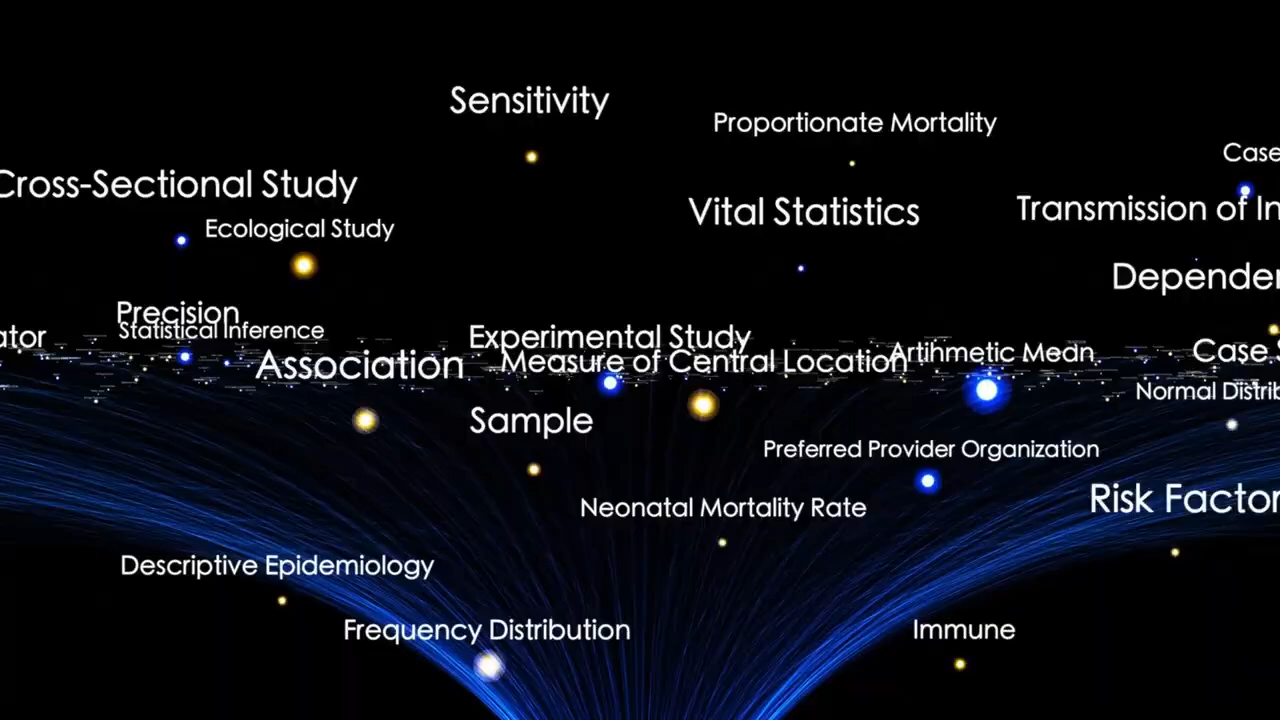 Sensitivity
Proportionate Mortality
Case
Cross-Sectional Study
Vital Statistics
Transmission of In
Ecological Study
Depender
Precision
Statistical Inference
ator
Experimental Study
Association
Measure of Central Location
Artihmetic Medn
Case S
Normal Distrib
Sample
Preferred Provider Organization
Risk Factor
Neonatal Mortality Rate
Descriptive Epidemiology
Frequency Distribution
Immune